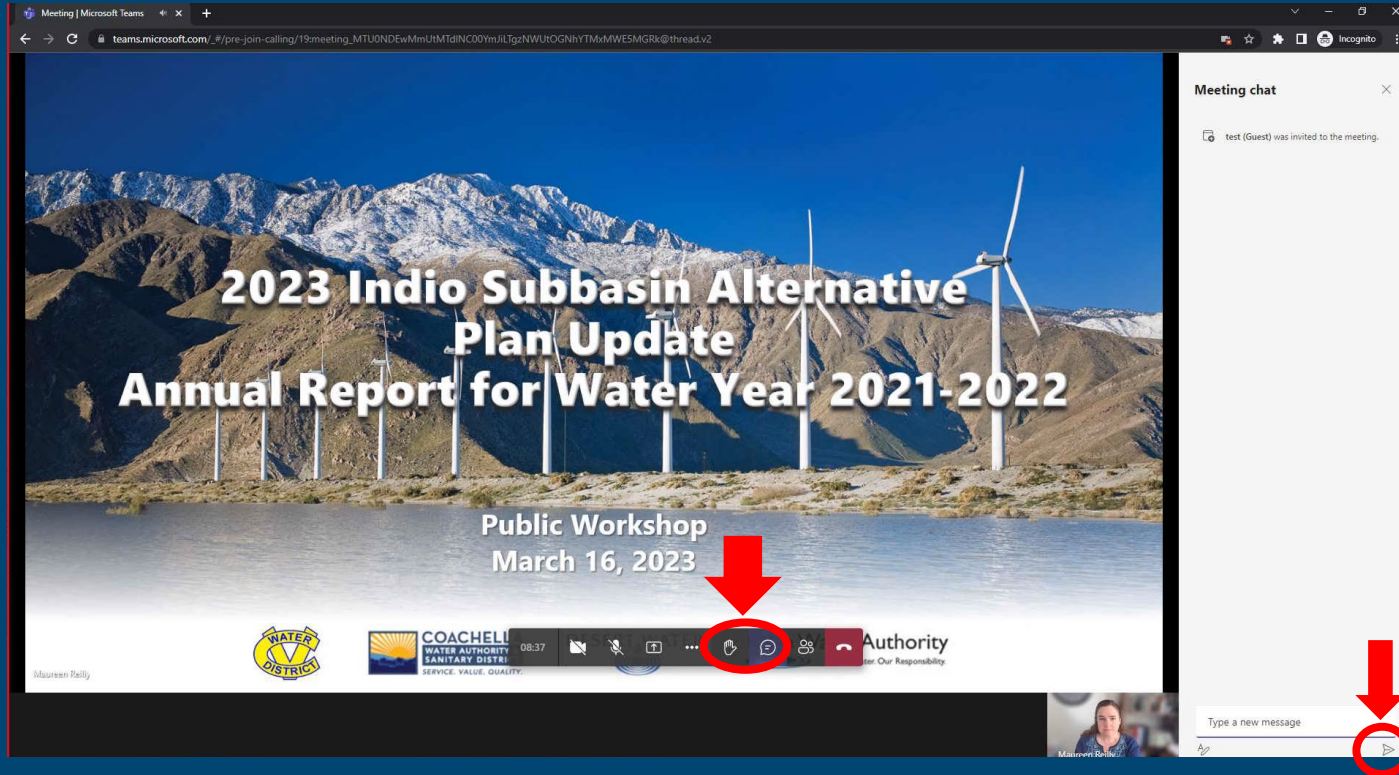 Meeting | Microsoft Teams
teams.microsoft.com/_#/pre-join-calling/19:meeting_MTU0NDEwMmUtMTdlNC00YmJiLTgzNWUtOGNhYTMxMWE5MGRk@thread.v2
Incognito
Meeting chat
test (Guest) was invited to the meeting.
2023 Indio Subbasin Alternative
Plan Update
Annual Report for Water Year 2021-2022
Public Workshop
March 16, 2023
WATER
DISTRICT
COACHELL
WATER AUTHORITY
SANITARY DISTRI
SERVICE. VALUE. QUALITY.
08:37
Authority
ter. Our Responsibility.
Maureen Reilly
Maureen Reilly
Type a new message